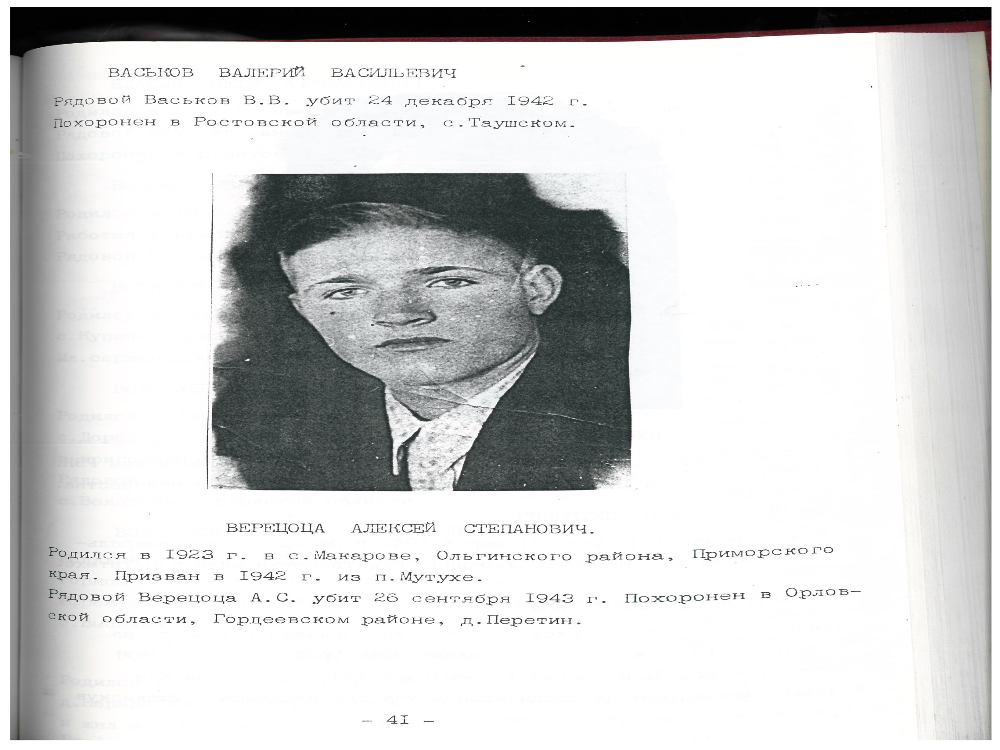 ВАСЬКОВ ВАЛЕРИЙ ВАСИЛЬЕВИЧ
Рядовой Васьков В.В. убит 24 декабря 1942 г.
Похоронен в Ростовской области, с.Таушском.
ВЕРЕЦОЦА АЛЕКСЕЙ СТЕПАНОВИЧ.
Родился в 1923 г. в с.Макарове, Ольгинского района, Приморского
края. Призван в 1942 г. из п.Мутухе.
Рядовой Верецоца А.С. убит 26 сентября 1943 г. Похоронен в Орлов-
ской области, Гордеевском районе, д.Перетин.
- 41 -